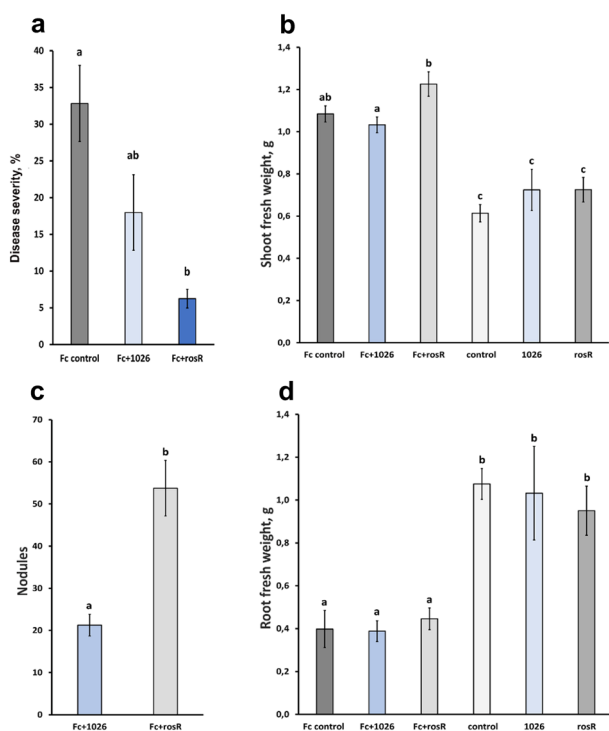 a
Disease severity, %
40
35
30
25
20
15
10
5
0
a
ab
b
Fc control Fc+1026 Fc+rosR
b
Shoot fresh weight, g
1,4
1,2
1,0
0,8
0,6
0,4
0,2
0,0
ab
a
b
c
c
c
Fc control Fc+1026 Fc+rosR control 1026 rosR
c
Nodules
70
60
50
40
30
20
10
0
a
b
Fc+1026 Fc+rosR
d
Root fresh weight, g
1,4
1,2
1,0
0,8
0,6
0,4
0,2
0,0
a
a
a
b
b
b
Fc control Fc+1026 Fc+rosR control 1026 rosR